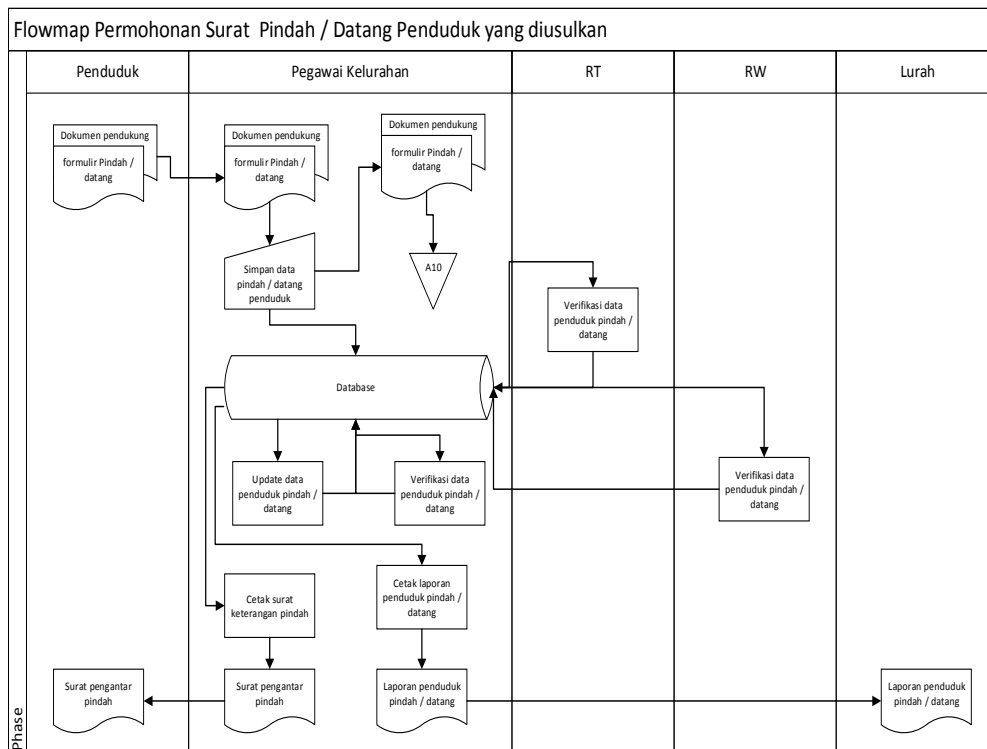 Flowmap Permohonan Surat Pindah / Datang Penduduk yang diusulkan
Penduduk
Pegawai Kelurahan
RT
RW
Lurah
Dokumen pendukung
formulir Pindah /
datang
Dokumen pendukung
formulir Pindah /
datang
Dokumen pendukung
formulir Pindah /
datang
Simpan data
pindah / datang
penduduk
A10
Verifikasi data
penduduk pindah /
datang
Database
Update data
penduduk pindah /
datang
Verifikasi data
penduduk pindah /
datang
Verifikasi data
penduduk pindah /
datang
Cetak surat
keterangan pindah
Cetak laporan
penduduk pindah /
datang
Surat pengantar
pindah
Surat pengantar
pindah
Laporan penduduk
pindah / datang
Laporan penduduk
pindah / datang
Phase